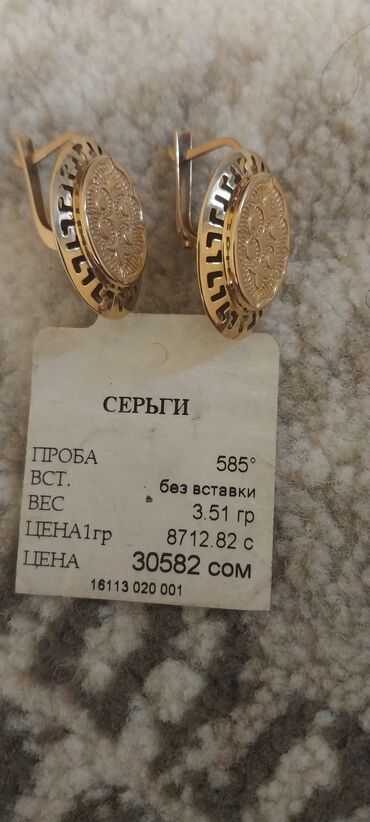 СЕРЬГИ
ПРОБА 585°
ВСТ. без вставки
ВЕС 3.51 гр
ЦЕНА1гр 8712.82 с
ЦЕНА 30582 сом
16113 020 001